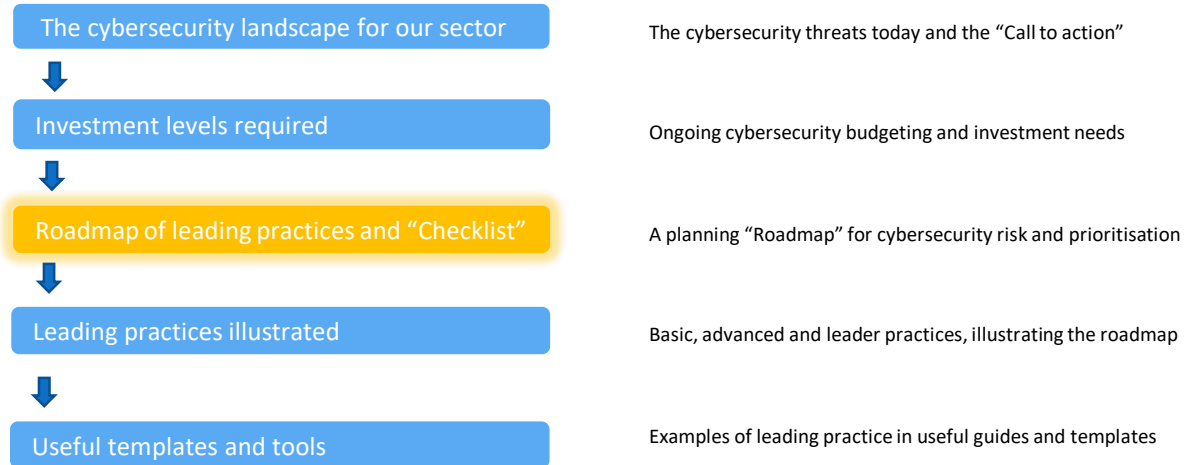 The cybersecurity landscape for our sector
The cybersecurity threats today and the “Call to action”
Investment levels required
Ongoing cybersecurity budgeting and investment needs
Roadmap of leading practices and “Checklist”
A planning “Roadmap” for cybersecurity risk and prioritisation
Leading practices illustrated
Basic, advanced and leader practices, illustrating the roadmap
Useful templates and tools
Examples of leading practice in useful guides and templates